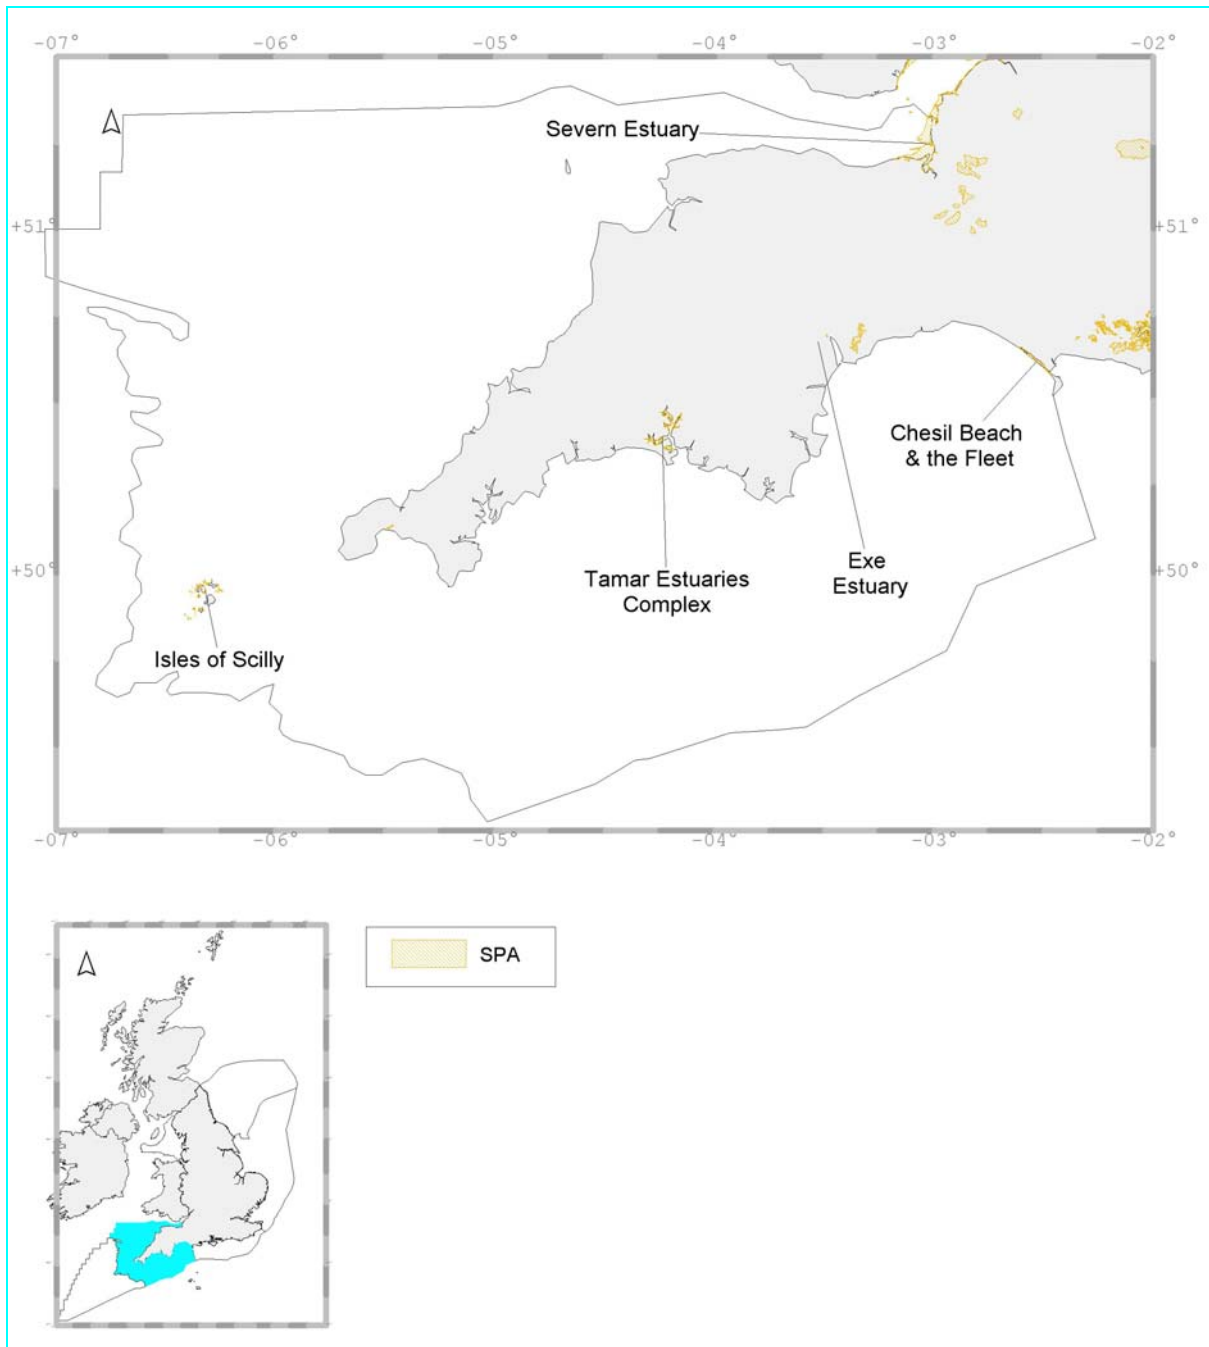 -07° -06° -05° -04° -03° -02°
Severn Estuary
+51° +51°
Chesil Beach
& the Fleet
Exe
Estuary
+50° +50°
Tamar Estuaries
Complex
Isles of Scilly
-07° -06° -05° -04° -03° -02°
SPA